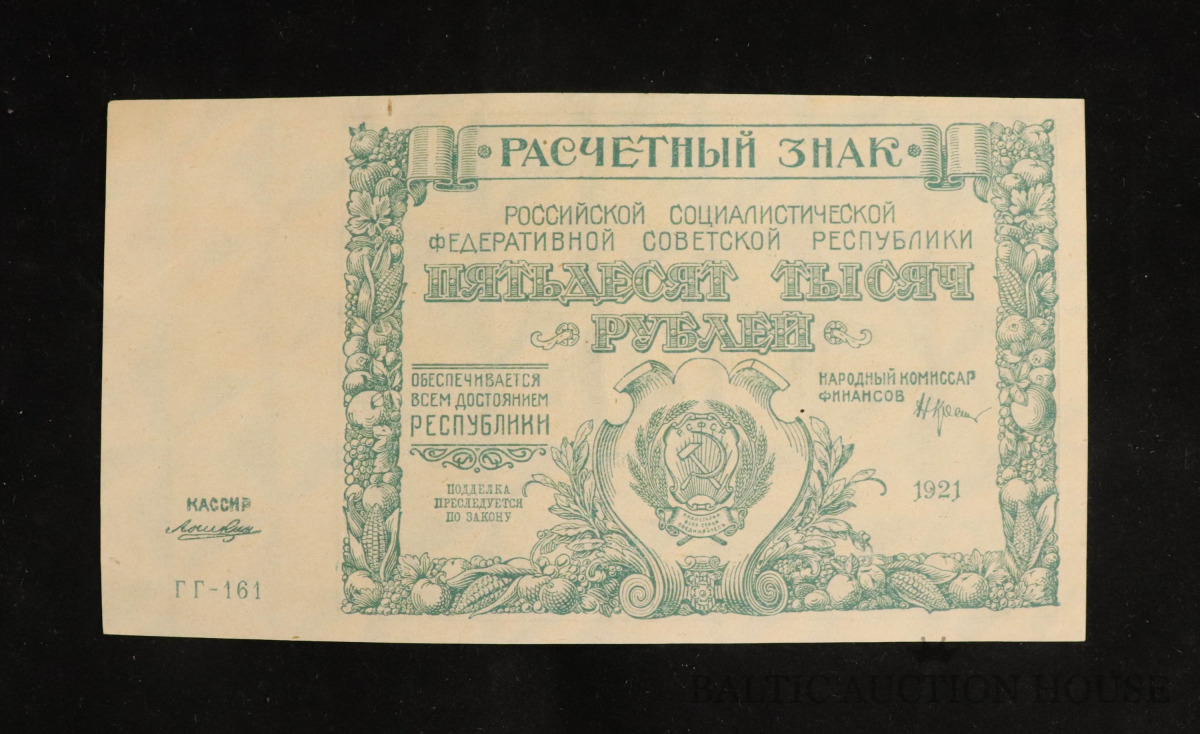 РАСЧЕТНЫЙ ЗНАК
РОССИЙСКОЙ СОЦИАЛИСТИЧЕСКОЙ
ФЕДЕРАТИВНОЙ СОВЕТСКОЙ РЕСПУБЛИКИ
ПЯТЬДЕСЯТ ТЫСЯЧ
РУБЛЕЙ
ОБЕСПЕЧИВАЕТСЯ
ВСЕМ ДОСТОЯНИЕМ
РЕСПУБЛИКИ
ПОДДЕЛКА
ПРЕСЛЕДУЕТСЯ
ПО ЗАКОНУ
НАРОДНЫЙ КОМИССАР
ФИНАНСОВ
1921
КАССИР
ГГ-161
BALTIC AUCTION HOUSE